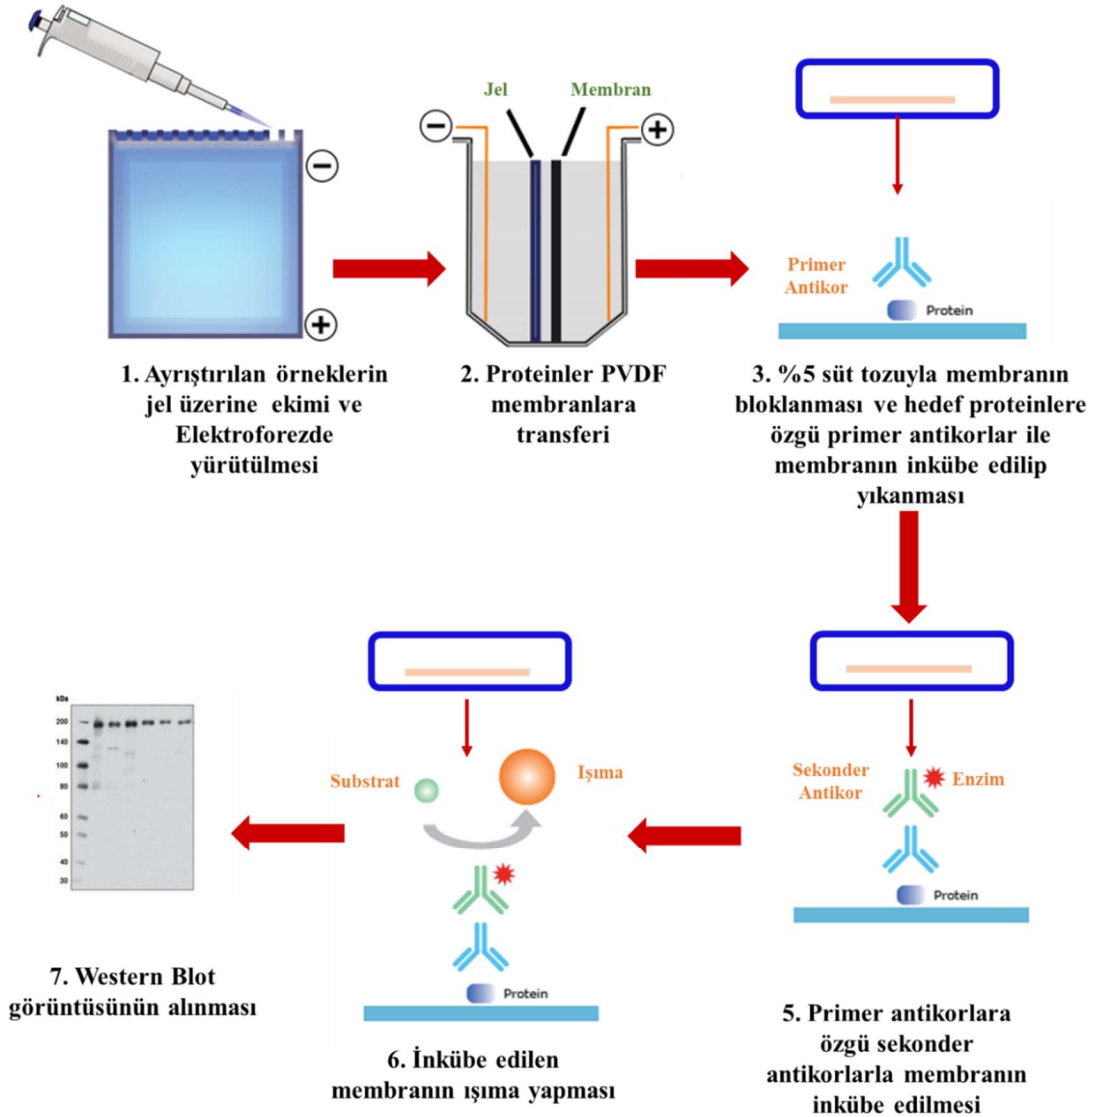 −
+
1. Ayrıştırılan örneklerin
jel üzerine ekimi ve
Elektroforezde
yürütülmesi
Jel
Membran
−
+
2. Proteinler PVDF
membranlara
transferi
Primer
Antikor
Protein
3. %5 süt tozuyla membranın
bloklanması ve hedef proteinlere
özgü primer antikorlar ile
membranın inkübe edilip
yıkanması
Sekonder
Antikor
Enzim
Protein
5. Primer antikorlara
özgü sekonder
antikorlarla membranın
inkübe edilmesi
Substrat
Işıma
Protein
6. İnkübe edilen
membranın ışıma yapması
kDa
200
140
100
80
60
50
40
30
7. Western Blot
görüntüsünün alınması